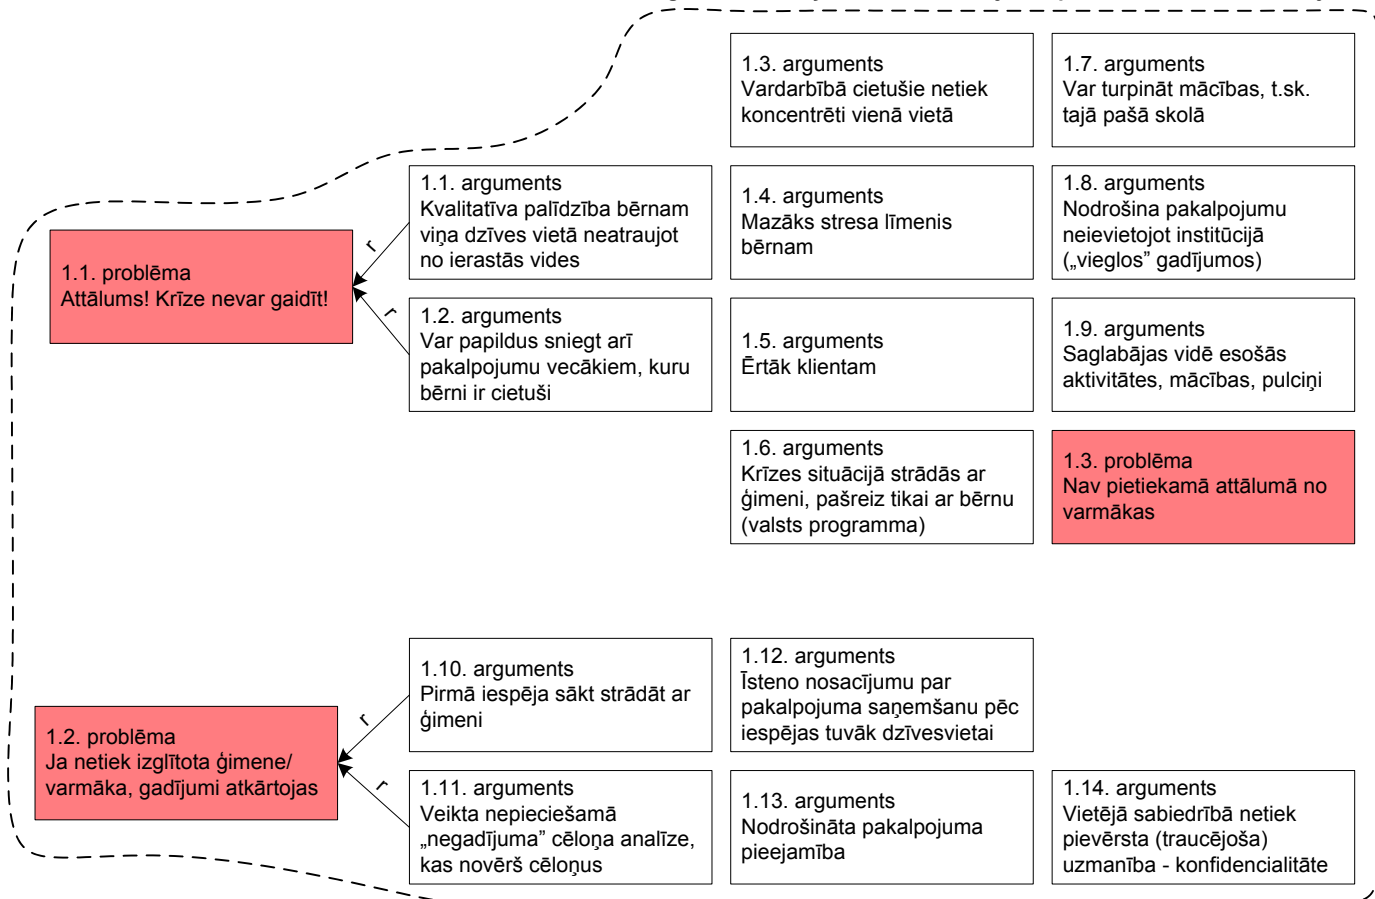 1.3. arguments
Vardarbībā cietušie netiek
koncentrēti vienā vietā
1.7. arguments
Var turpināt mācības, t.sk.
tajā pašā skolā
1.1. arguments
Kvalitatīva palīdzība bērnam
viņa dzīves vietā neatraujot
no ierastās vides
1.4. arguments
Mazāks stresa līmenis
bērnam
1.8. arguments
Nodrošina pakalpojumu
neievietojot institūcijā
(„vieglos” gadījumos)
1.1. problēma
Attālums! Krīze nevar gaidīt!
r
r
1.2. arguments
Var papildus sniegt arī
pakalpojumu vecākiem, kuru
bērni ir cietuši
1.5. arguments
Ērtāk klientam
1.9. arguments
Saglabājas vidē esošās
aktivitātes, mācības, pulciņi
1.6. arguments
Krīzes situācijā strādās ar
ģimeni, pašreiz tikai ar bērnu
(valsts programma)
1.3. problēma
Nav pietiekamā attālumā no
varmākas
1.10. arguments
Pirmā iespēja sākt strādāt ar
ģimeni
1.12. arguments
Īsteno nosacījumu par
pakalpojuma saņemšanu pēc
iespējas tuvāk dzīvesvietai
1.2. problēma
Ja netiek izglītota ģimene/
varmāka, gadījumi atkārtojas
r
r
1.11. arguments
Veikta nepieciešamā
„negadījuma” cēloņa analīze,
kas novērš cēloņus
1.13. arguments
Nodrošināta pakalpojuma
pieejamība
1.14. arguments
Vietējā sabiedrībā netiek
pievērsta (traucējoša)
uzmanība - konfidencialitāte